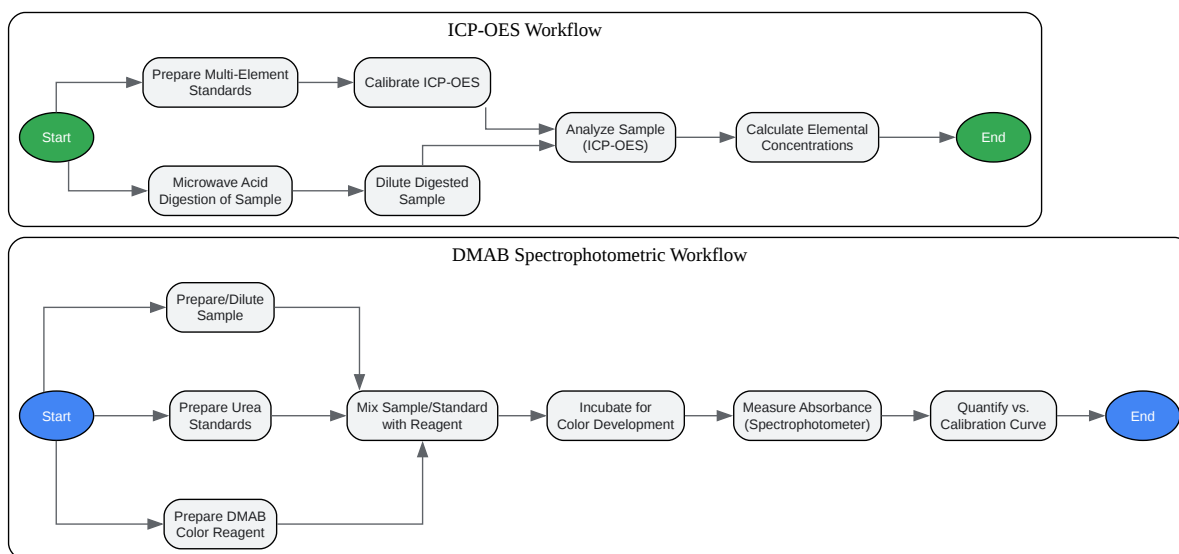 ICP-OES Workflow
Prepare Multi-Element
Standards
Calibrate ICP-OES
Start
Analyze Sample
(ICP-OES)
Calculate Elemental
Concentrations
End
Microwave Acid
Digestion of Sample
Dilute Digested
Sample
DMAB Spectrophotometric Workflow
Prepare/Dilute
Sample
Start
Prepare Urea
Standards
Mix Sample/Standard
with Reagent
Incubate for
Color Development
Measure Absorbance
(Spectrophotometer)
Quantify vs.
Calibration Curve
End
Prepare DMAB
Color Reagent